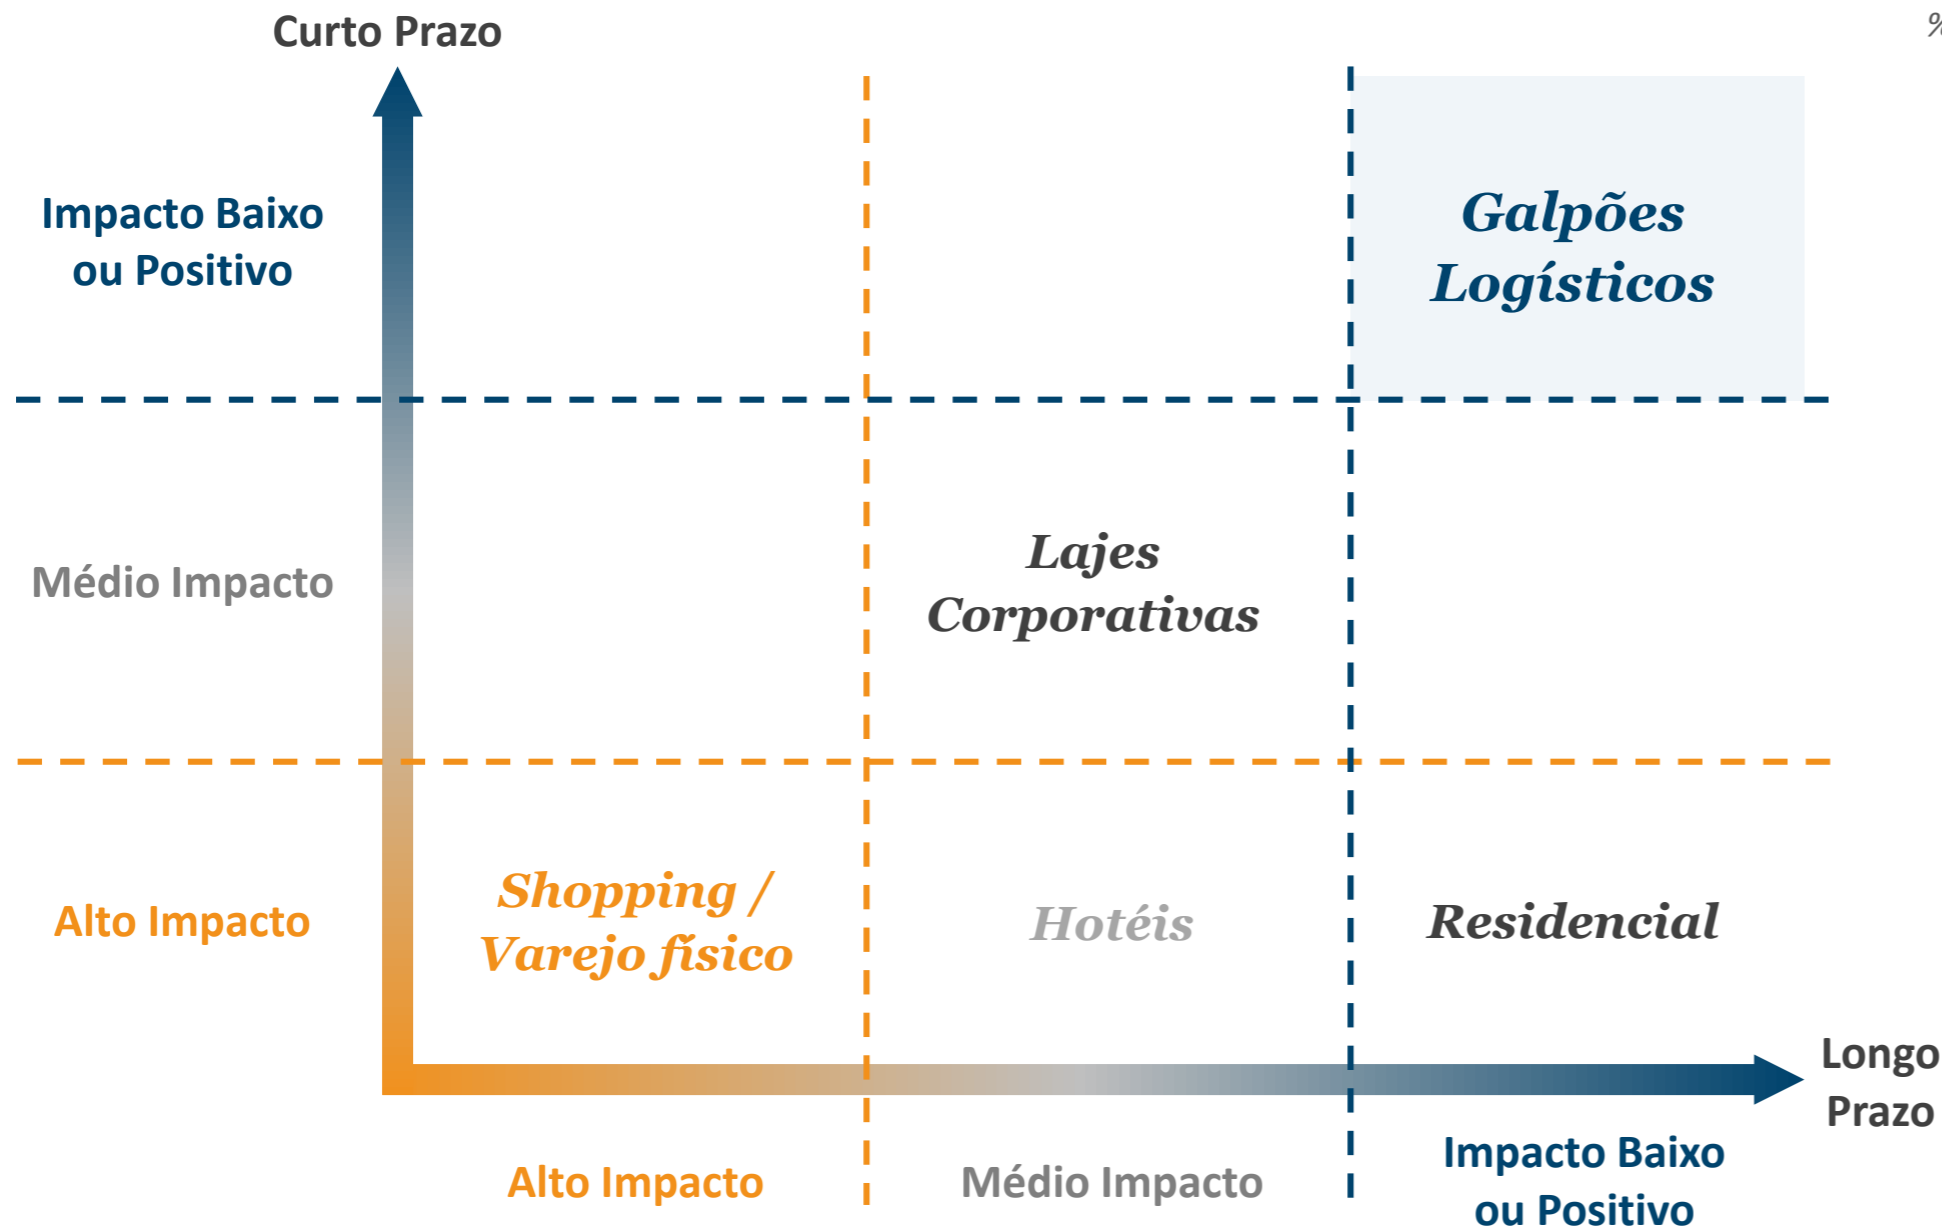 Curto Prazo
%
Impacto Baixo
ou Positivo
Galpões
Logísticos
Médio Impacto
Lajes
Corporativas
Alto Impacto
Shopping /
Varejo físico
Hotéis
Residencial
Longo
Prazo
Alto Impacto
Médio Impacto
Impacto Baixo
ou Positivo